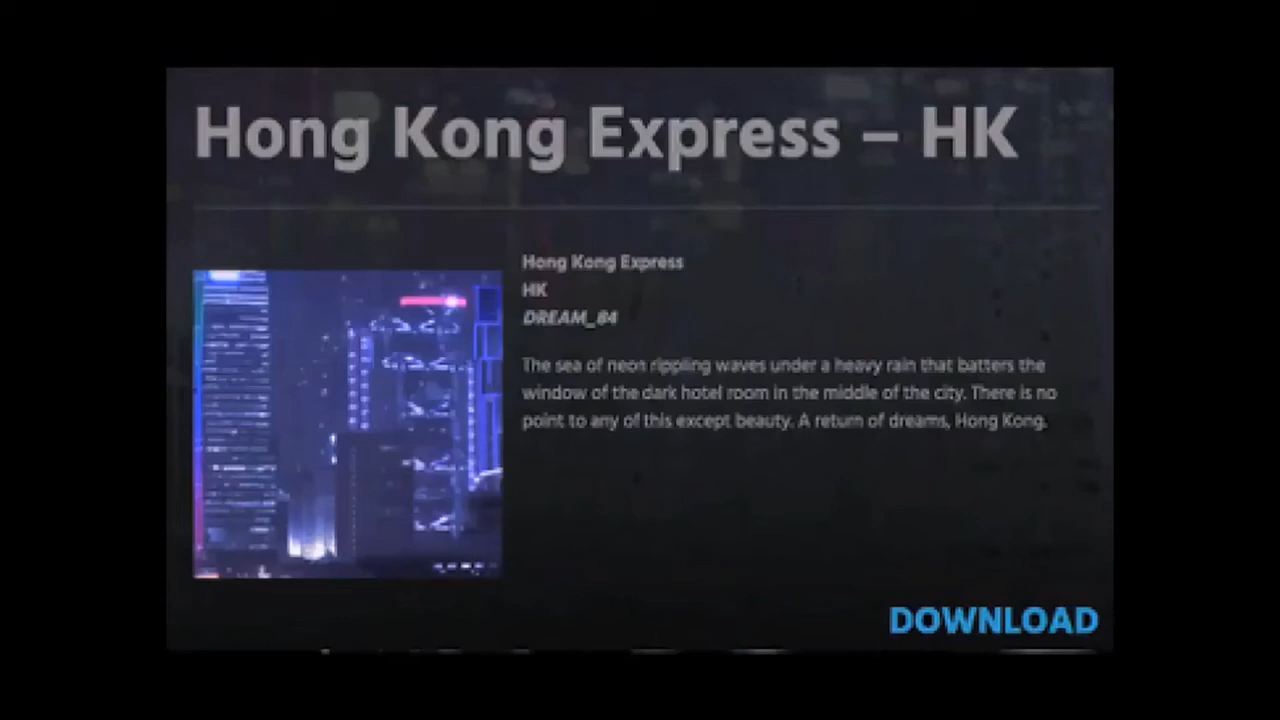 Hong Kong Express – HK
Hong Kong Express
HK
DREAM_84
The sea of neon rippling waves under a heavy rain that batters the
window of the dark hotel room in the middle of the city. There is no
point to any of this except beauty. A return of dreams, Hong Kong.
DOWNLOAD